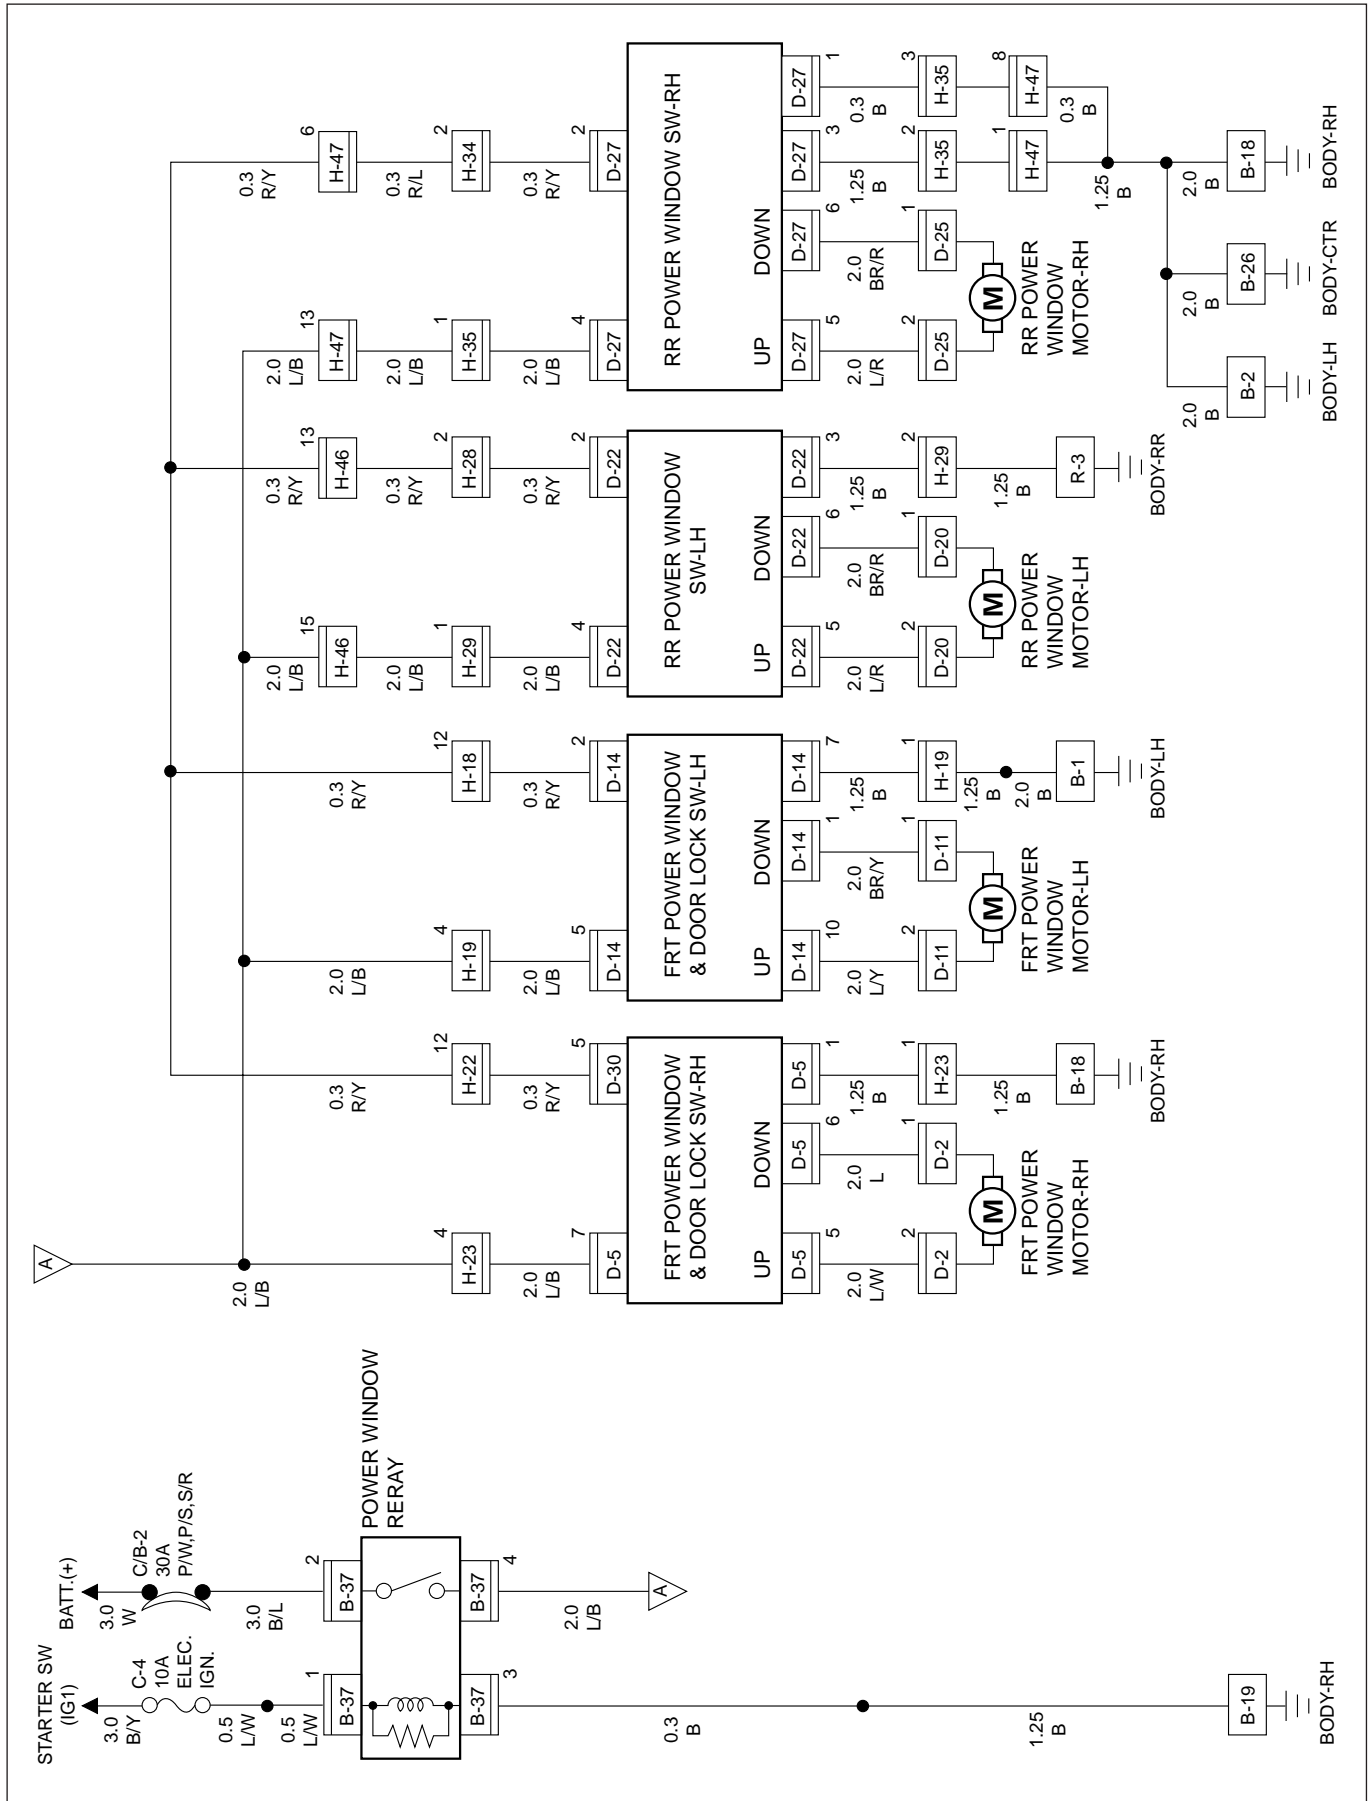 STARTER SW
(IG1)
3.0
B/Y
C-4
10A
ELEC.
IGN.
0.5
L/W
0.5
L/W
1
B-37
B-37
3
0.3
B
1.25
B
B-19
BODY-RH
BATT.(+)
3.0
W
C/B-2
30A
P/W,P/S,S/R
3.0
B/L
2
B-37
POWER WINDOW
RERAY
B-37
4
2.0
L/B
A
A
2.0
L/B
4
H-23
2.0
L/B
7
D-5
0.3
R/Y
12
H-22
0.3
R/Y
5
D-30
FRT POWER WINDOW
& DOOR LOCK SW-RH
UP
DOWN
D-5
5
2.0
L/W
2
D-2
D-5
6
2.0
L
1
D-2
D-5
1
1.25
B
1
H-23
1.25
B
B-18
BODY-RH
M
FRT POWER
WINDOW
MOTOR-RH
2.0
L/B
4
H-19
2.0
L/B
5
D-14
0.3
R/Y
12
H-18
0.3
R/Y
2
D-14
FRT POWER WINDOW
& DOOR LOCK SW-LH
UP
DOWN
D-14
10
2.0
L/Y
2
D-11
D-14
1
2.0
BR/Y
1
D-11
D-14
7
1.25
B
1
H-19
1.25
B
2.0
B
B-1
BODY-LH
M
FRT POWER
WINDOW
MOTOR-LH
2.0
L/B
15
H-46
2.0
L/B
1
H-29
2.0
L/B
4
D-22
0.3
R/Y
13
H-46
0.3
R/Y
2
H-28
0.3
R/Y
2
D-22
RR POWER WINDOW
SW-LH
UP
DOWN
D-22
5
2.0
L/R
2
D-20
D-22
6
2.0
BR/R
1
D-20
D-22
3
1.25
B
2
H-29
1.25
B
R-3
BODY-RR
M
RR POWER
WINDOW
MOTOR-LH
2.0
L/B
13
H-47
2.0
L/B
1
H-35
2.0
L/B
4
D-27
0.3
R/Y
6
H-47
0.3
R/L
2
H-34
0.3
R/Y
2
D-27
RR POWER WINDOW SW-RH
UP
DOWN
D-27
5
2.0
L/R
2
D-25
D-27
6
2.0
BR/R
1
D-25
D-27
3
1.25
B
2
H-35
1
H-47
1.25
B
D-27
1
0.3
B
3
H-35
8
H-47
0.3
B
M
RR POWER
WINDOW
MOTOR-RH
2.0
B
B-2
BODY-LH
2.0
B
B-26
BODY-CTR
2.0
B
B-18
BODY-RH